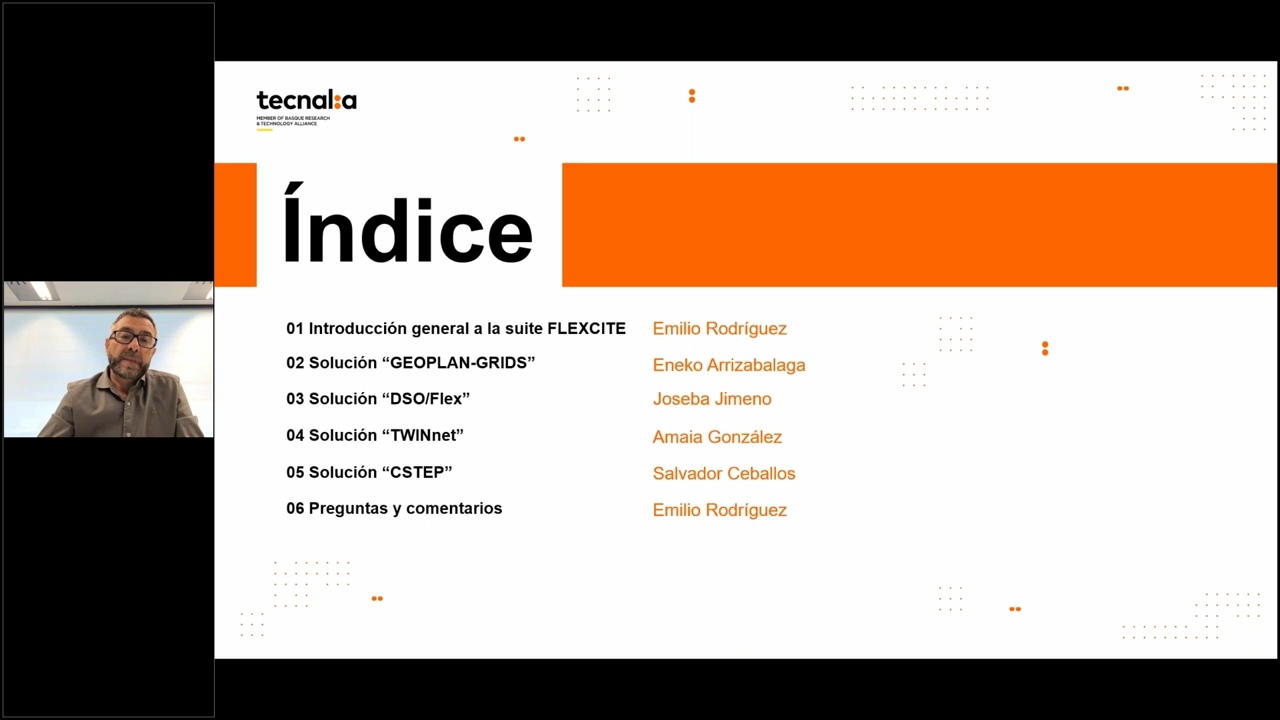 tecnal:a
MEMBER OF BASQUE RESEARCH
& TECHNOLOGY ALLIANCE
Índice
01 Introducción general a la suite FLEXCITE Emilio Rodríguez
02 Solución “GEOPLAN-GRIDS” Eneko Arrizabalaga
03 Solución “DSO/Flex” Joseba Jimeno
04 Solución “TWINnet” Amaia González
05 Solución “CSTEP” Salvador Ceballos
06 Preguntas y comentarios Emilio Rodríguez